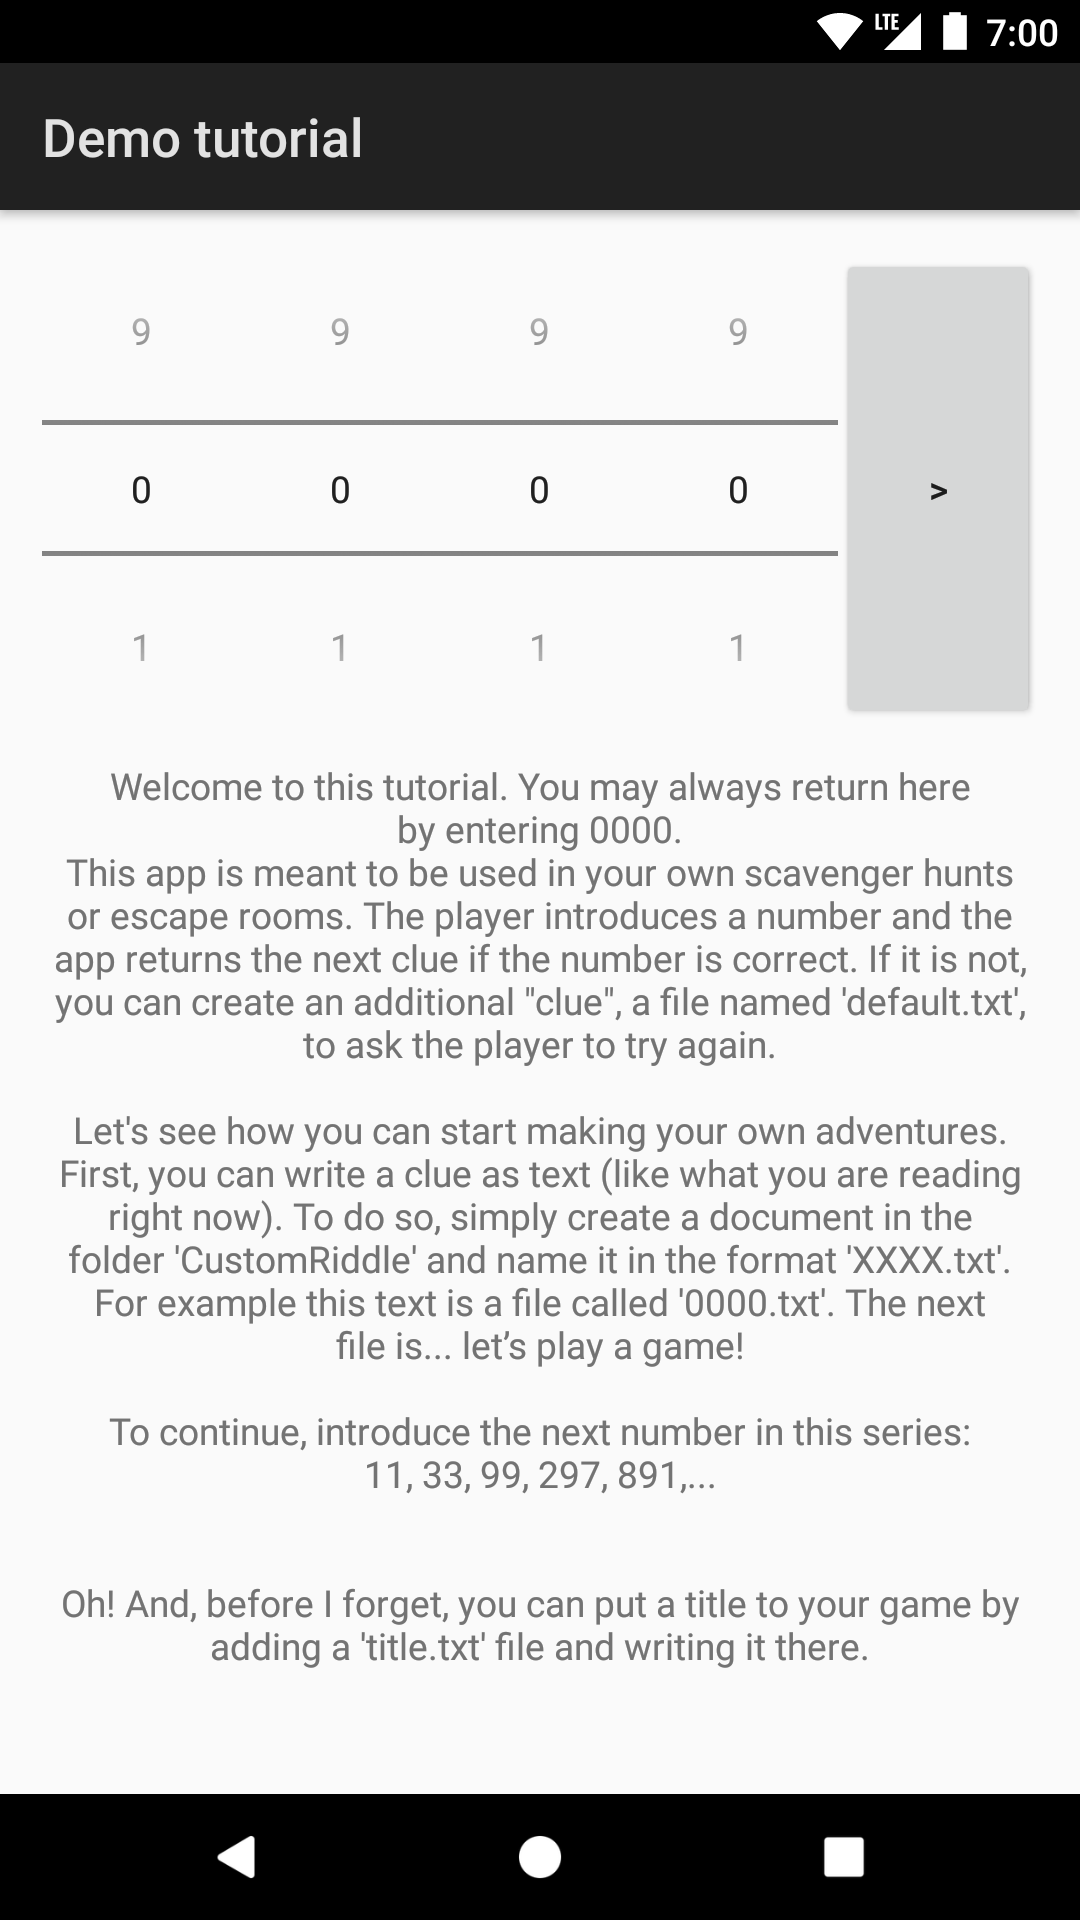 LTE 7:00
Demo tutorial
9 9 9 9
0 0 0 0 >
1 1 1 1
Welcome to this tutorial. You may always return here
by entering 0000.
This app is meant to be used in your own scavenger hunts
or escape rooms. The player introduces a number and the
app returns the next clue if the number is correct. If it is not,
you can create an additional "clue", a file named 'default.txt',
to ask the player to try again.
Let's see how you can start making your own adventures.
First, you can write a clue as text (like what you are reading
right now). To do so, simply create a document in the
folder 'CustomRiddle' and name it in the format 'XXXX.txt'.
For example this text is a file called '0000.txt'. The next
file is... let’s play a game!
To continue, introduce the next number in this series:
11, 33, 99, 297, 891,...
Oh! And, before I forget, you can put a title to your game by
adding a 'title.txt' file and writing it there.